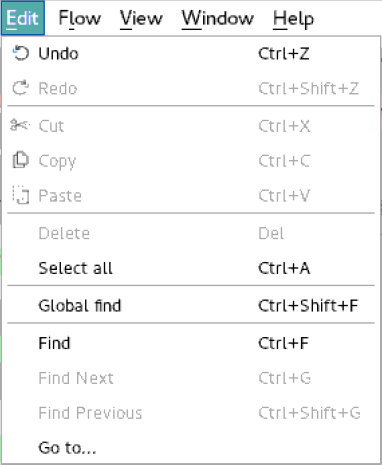 Edit Flow View Window Help
Undo Ctrl+Z
Redo Ctrl+Shift+Z
Cut Ctrl+X
Copy Ctrl+C
Paste Ctrl+V
Delete Del
Select all Ctrl+A
Global find Ctrl+Shift+F
Find Ctrl+F
Find Next Ctrl+G
Find Previous Ctrl+Shift+G
Go to...